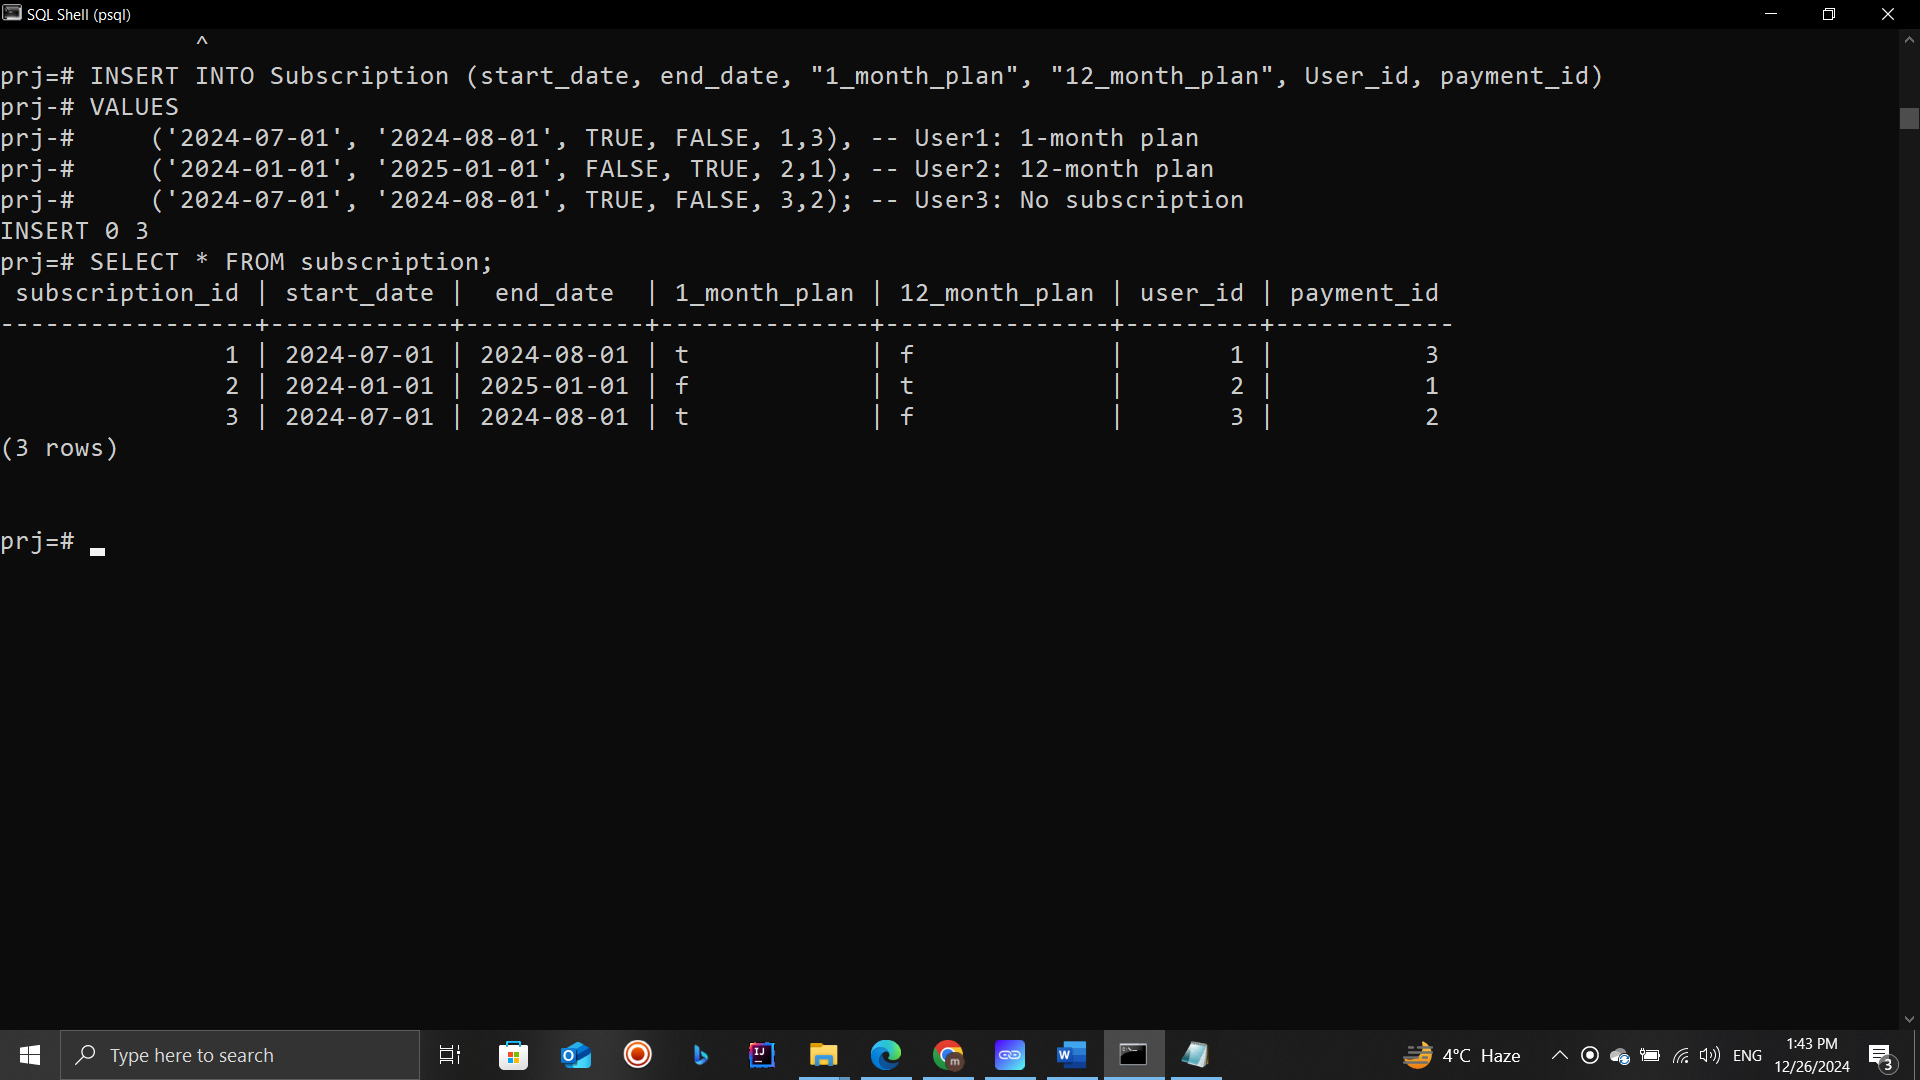 SQL Shell (psql)
^
prj=# INSERT INTO Subscription (start_date, end_date, "1_month_plan", "12_month_plan", User_id, payment_id)
prj-# VALUES
prj-#     ('2024-07-01', '2024-08-01', TRUE, FALSE, 1,3), -- User1: 1-month plan
prj-#     ('2024-01-01', '2025-01-01', FALSE, TRUE, 2,1), -- User2: 12-month plan
prj-#     ('2024-07-01', '2024-08-01', TRUE, FALSE, 3,2); -- User3: No subscription
INSERT 0 3
prj=# SELECT * FROM subscription;
 subscription_id | start_date |  end_date  | 1_month_plan | 12_month_plan | user_id | payment_id
-----------------+------------+------------+--------------+---------------+---------+------------
               1 | 2024-07-01 | 2024-08-01 | t            | f             |       1 |          3
               2 | 2024-01-01 | 2025-01-01 | f            | t             |       2 |          1
               3 | 2024-07-01 | 2024-08-01 | t            | f             |       3 |          2
(3 rows)
prj=#
Type here to search
4°C Haze
ENG
1:43 PM
12/26/2024
3